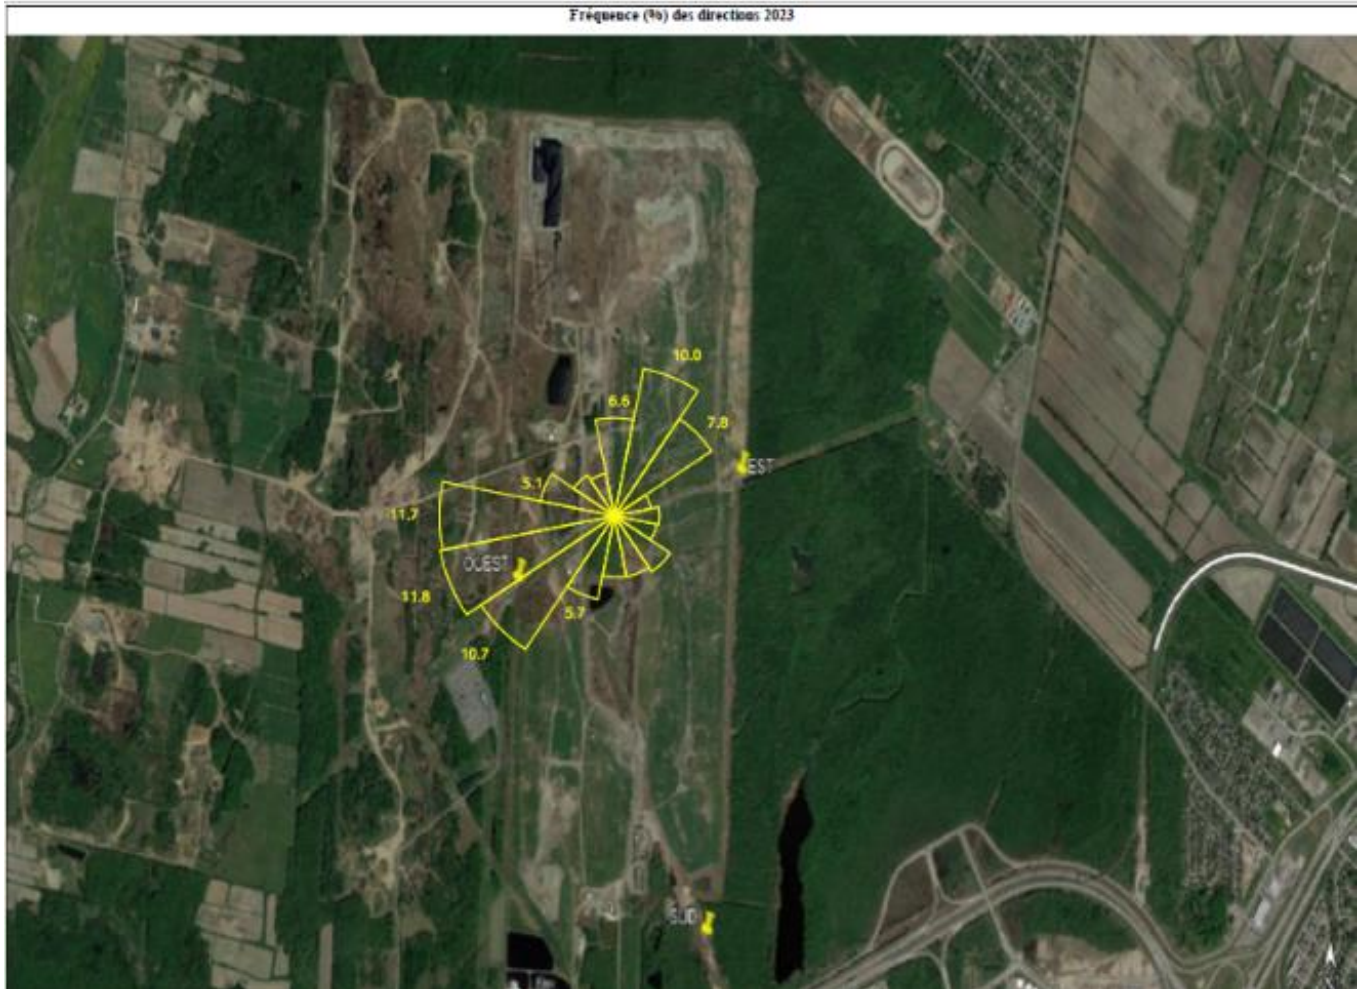 Fréquence (%) des directions 2023
10.0
6.6
7.8
EST
5.1
11.7
OUEST
11.8
5.7
10.7
SUD